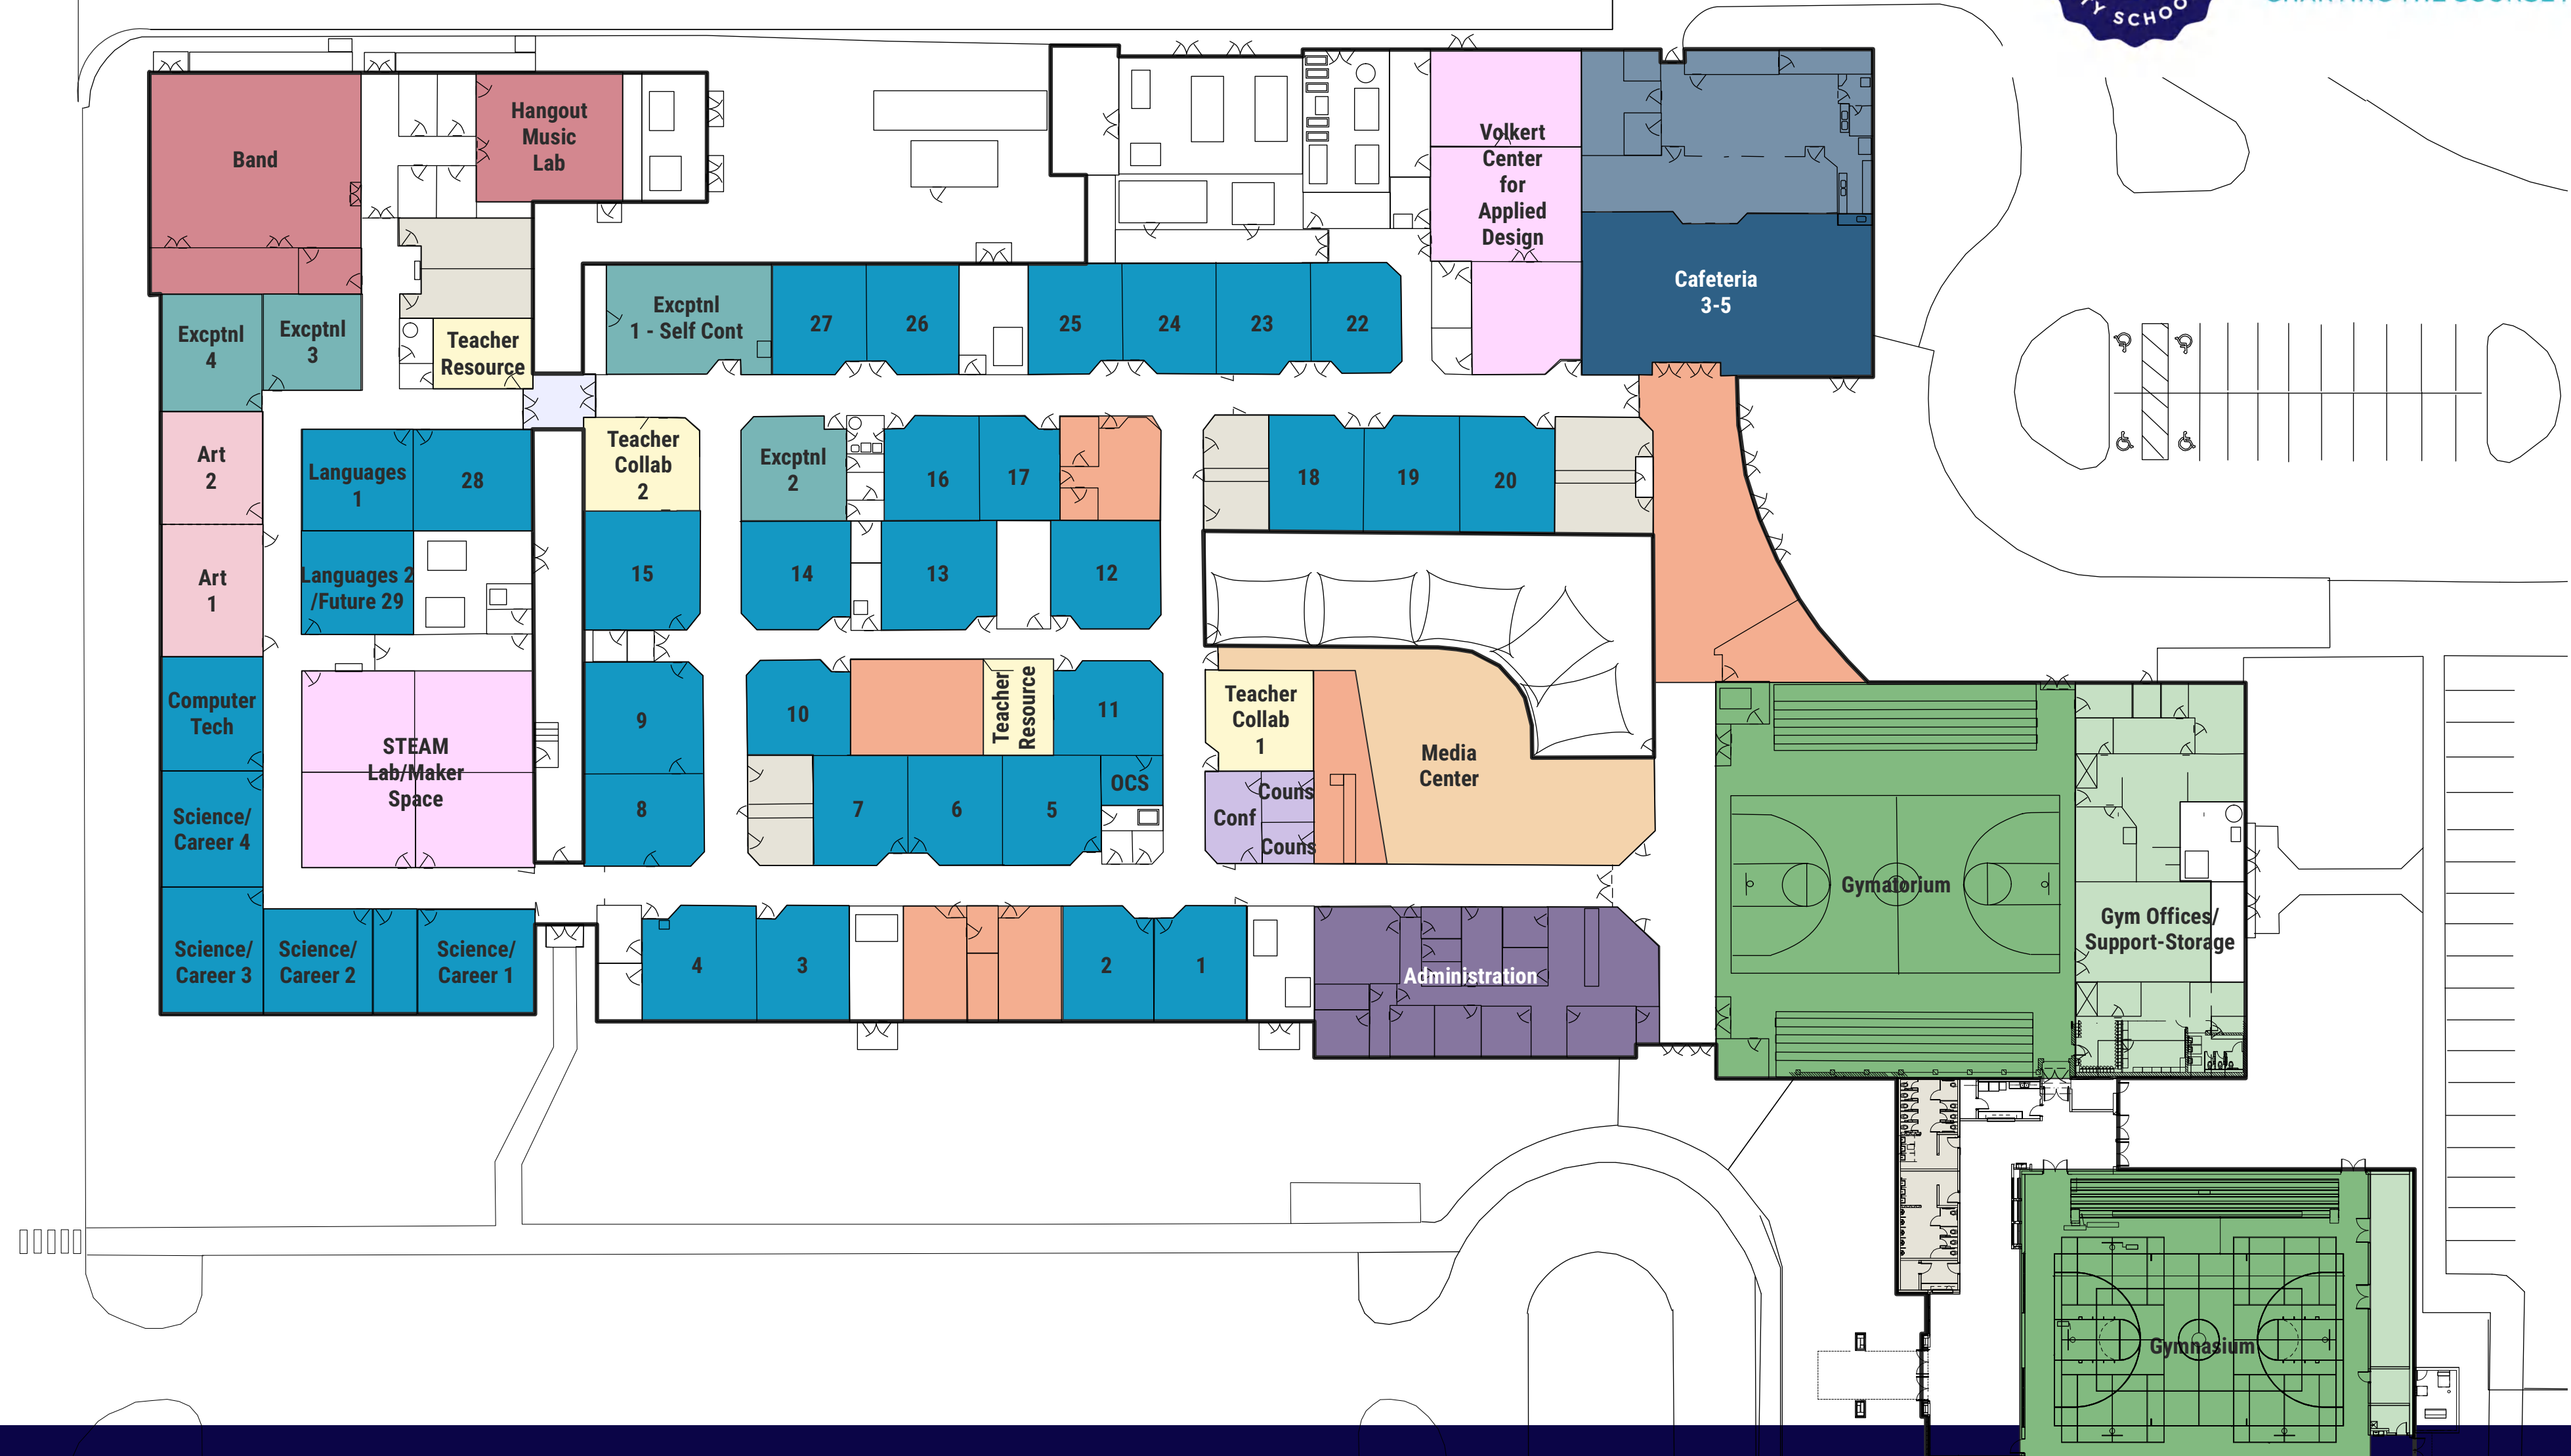 SCHOO
Band
Hangout
Music
Lab
Volkert
Center
for
Applied
Design
Cafeteria
3-5
Excptnl
4
Excptnl
3
Teacher
Resource
Excptnl
1 - Self Cont
27
26
25
24
23
22
Art
2
Languages
1
28
Teacher
Collab
2
Excptnl
2
16
17
18
19
20
Art
1
Languages 2
/Future 29
15
14
13
12
Computer
Tech
STEAM
Lab/Maker
Space
9
10
Teacher
Resource
11
Teacher
Collab
1
Media
Center
Science/
Career 4
8
7
6
5
OCS
Conf
Couns
Couns
Gymatorium
Gym Offices/
Support-Storage
Science/
Career 3
Science/
Career 2
Science/
Career 1
4
3
2
1
Administration
Gymnasium